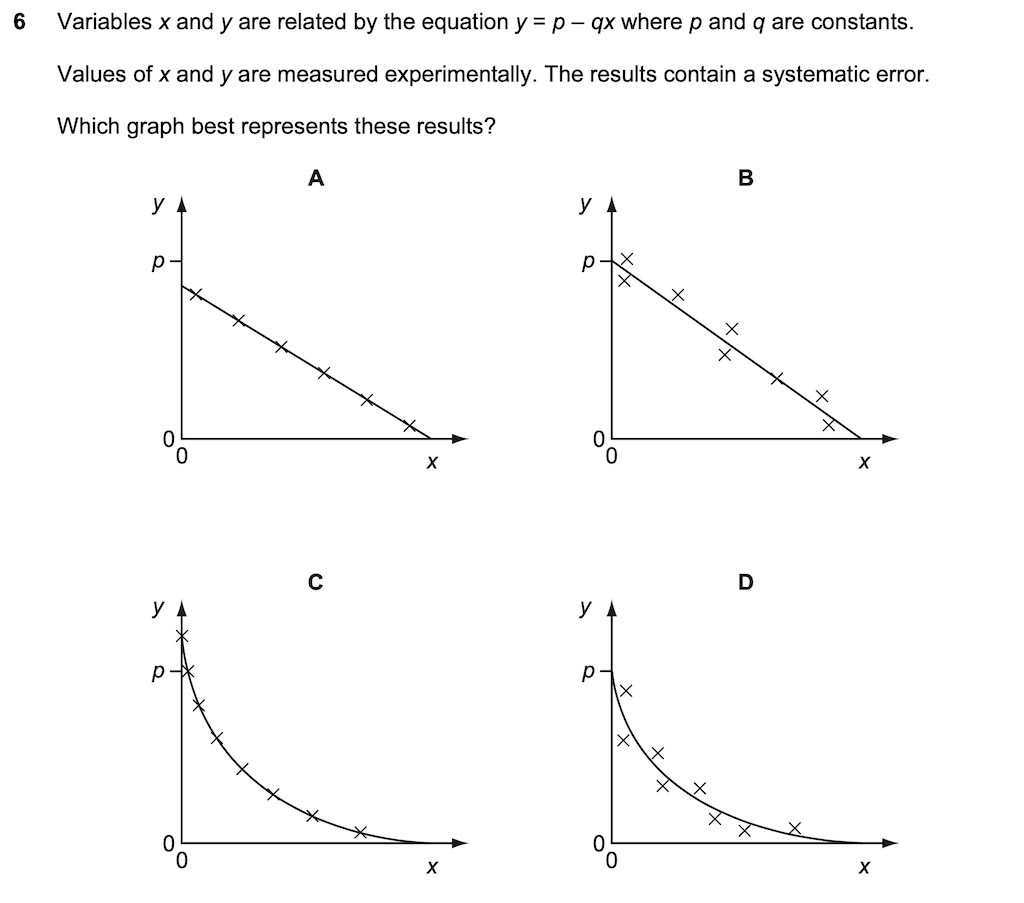 6 Variables x and y are related by the equation y = p – qx where p and q are constants.
Values of x and y are measured experimentally. The results contain a systematic error.
Which graph best represents these results?
A
y
p
0
0
x
B
y
p
0
0
x
C
y
p
0
0
x
D
y
p
0
0
x